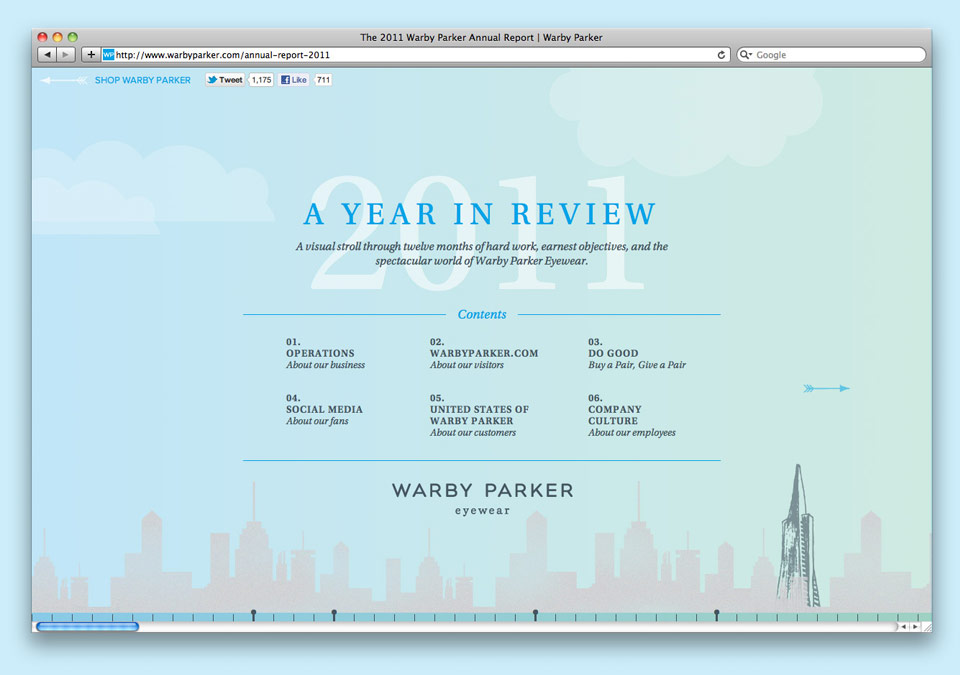 The 2011 Warby Parker Annual Report | Warby Parker
WP http://www.warbyparker.com/annual-report-2011
Google
SHOP WARBY PARKER
Tweet 1,175
Like 711
2011
A YEAR IN REVIEW
A visual stroll through twelve months of hard work, earnest objectives, and the
spectacular world of Warby Parker Eyewear.
Contents
01.
OPERATIONS
About our business
02.
WARBYPARKER.COM
About our visitors
03.
DO GOOD
Buy a Pair, Give a Pair
04.
SOCIAL MEDIA
About our fans
05.
UNITED STATES OF
WARBY PARKER
About our customers
06.
COMPANY
CULTURE
About our employees
WARBY PARKER
eyewear